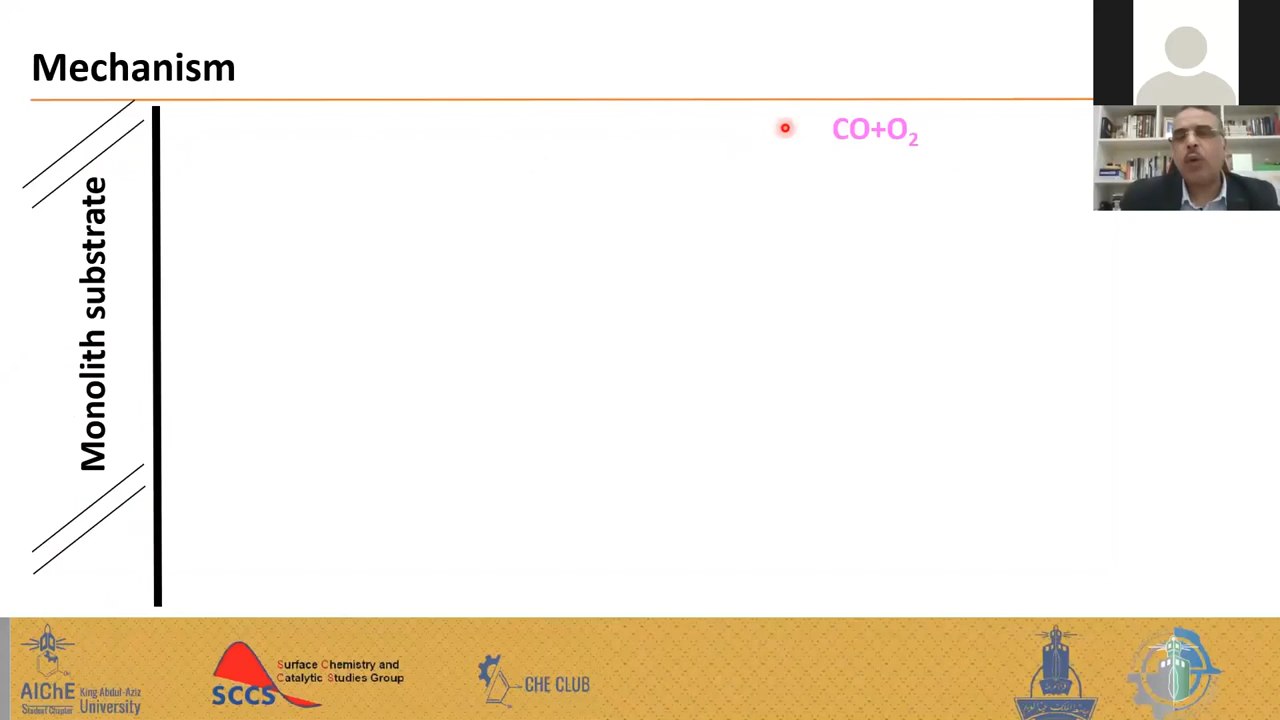 Mechanism
CO+O₂
Monolith substrate
AIChE
Student Chapter
King Abdul-Aziz
University
SCCS
Surface Chemistry and
Catalytic Studies Group
CHE CLUB